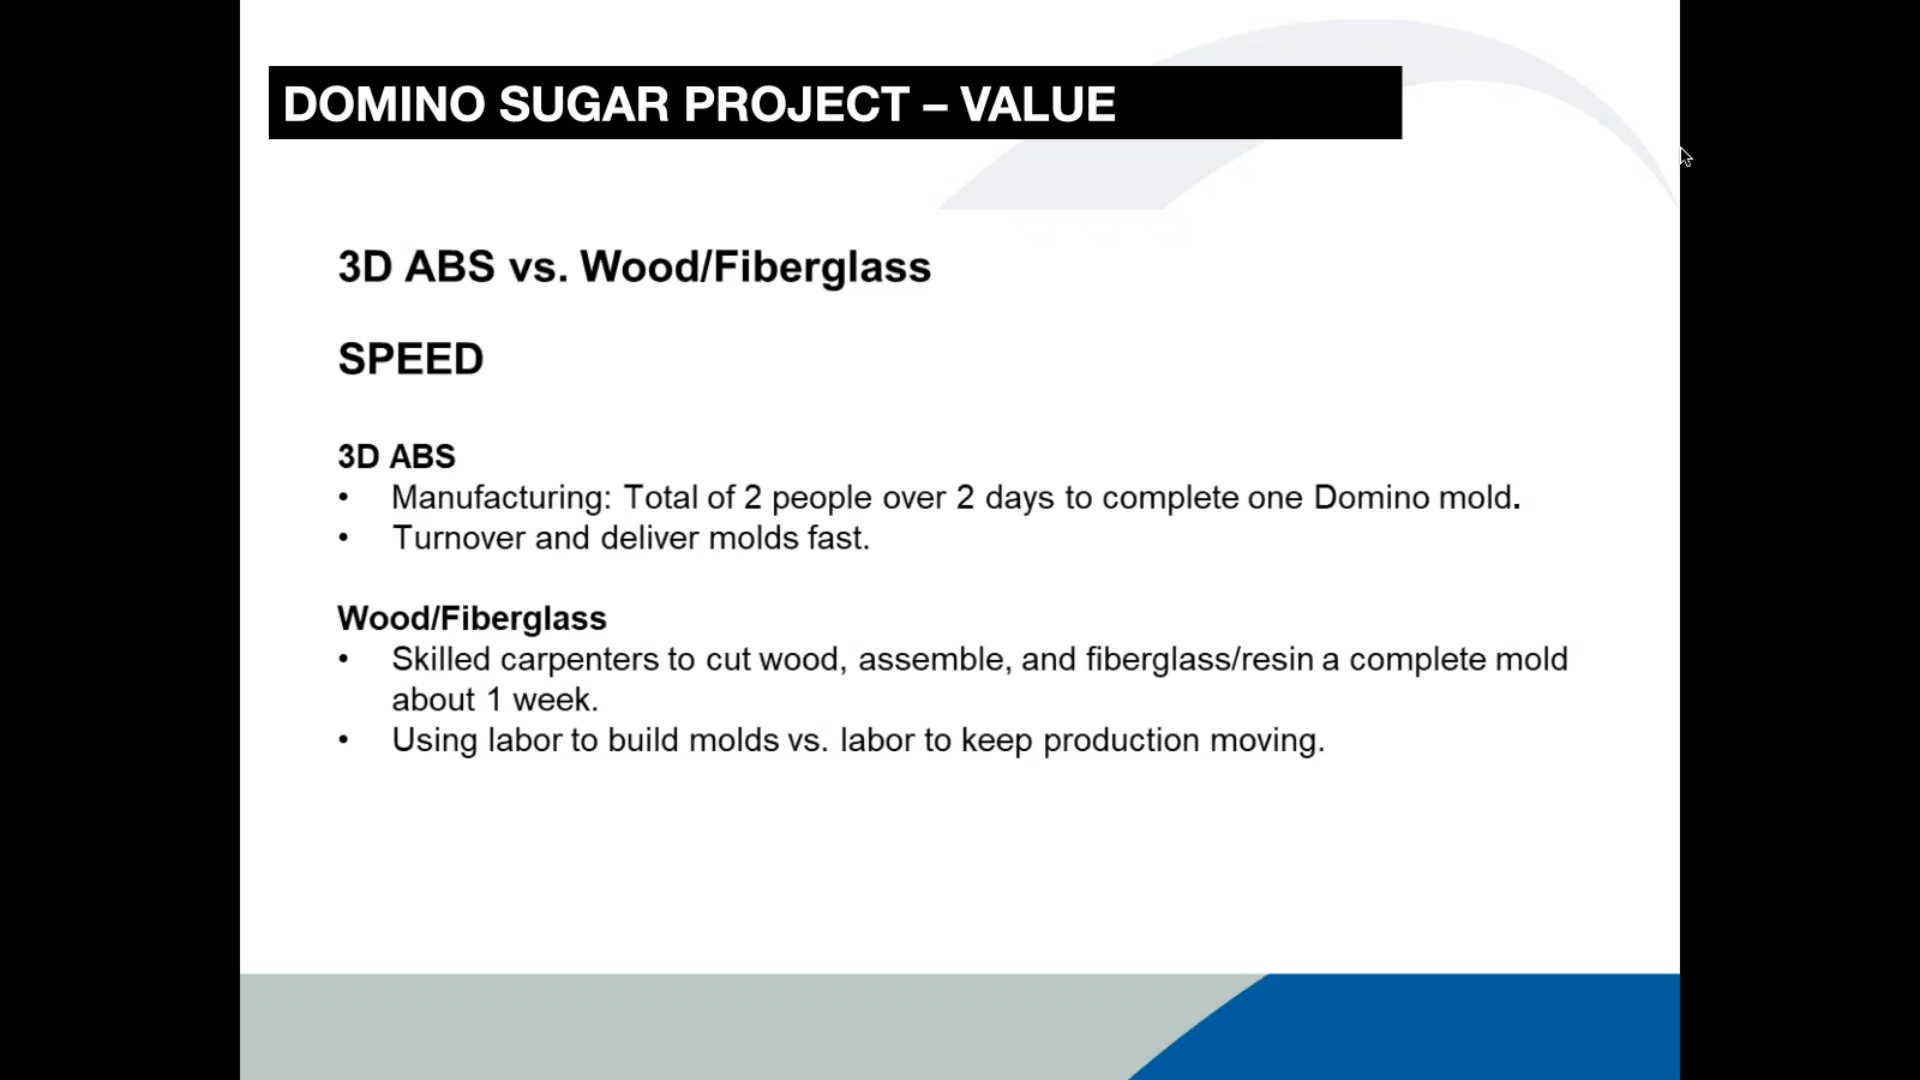 DOMINO SUGAR PROJECT – VALUE
3D ABS vs. Wood/Fiberglass
SPEED
3D ABS
• Manufacturing: Total of 2 people over 2 days to complete one Domino mold.
• Turnover and deliver molds fast.
Wood/Fiberglass
• Skilled carpenters to cut wood, assemble, and fiberglass/resin a complete mold
about 1 week.
• Using labor to build molds vs. labor to keep production moving.